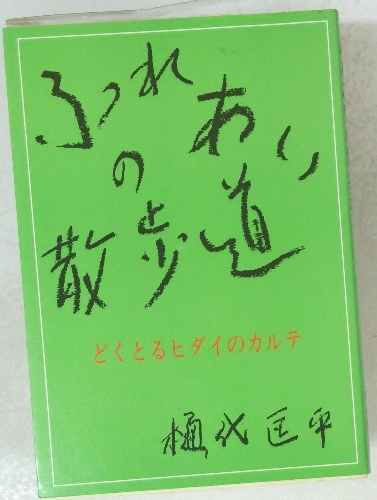 ふれあい
の
散歩道
どくとるヒダイのカルテ
樋代匡平